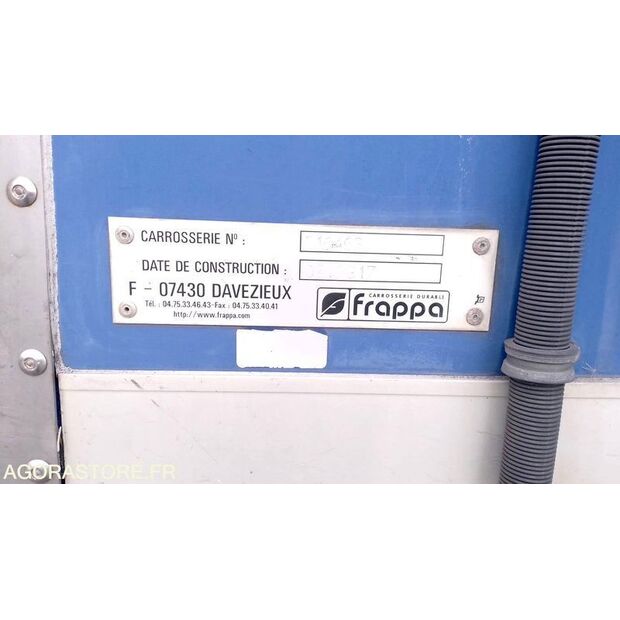 CARROSSERIE Nº :
DATE DE CONSTRUCTION :
F - 07430 DAVEZIEUX
Tél. : 04.75.33.46.43-Fax : 04.75.33.40.41
http://www.frappa.com
CARROSSERIE DURABLE
frappa
AGORASTORE.FR